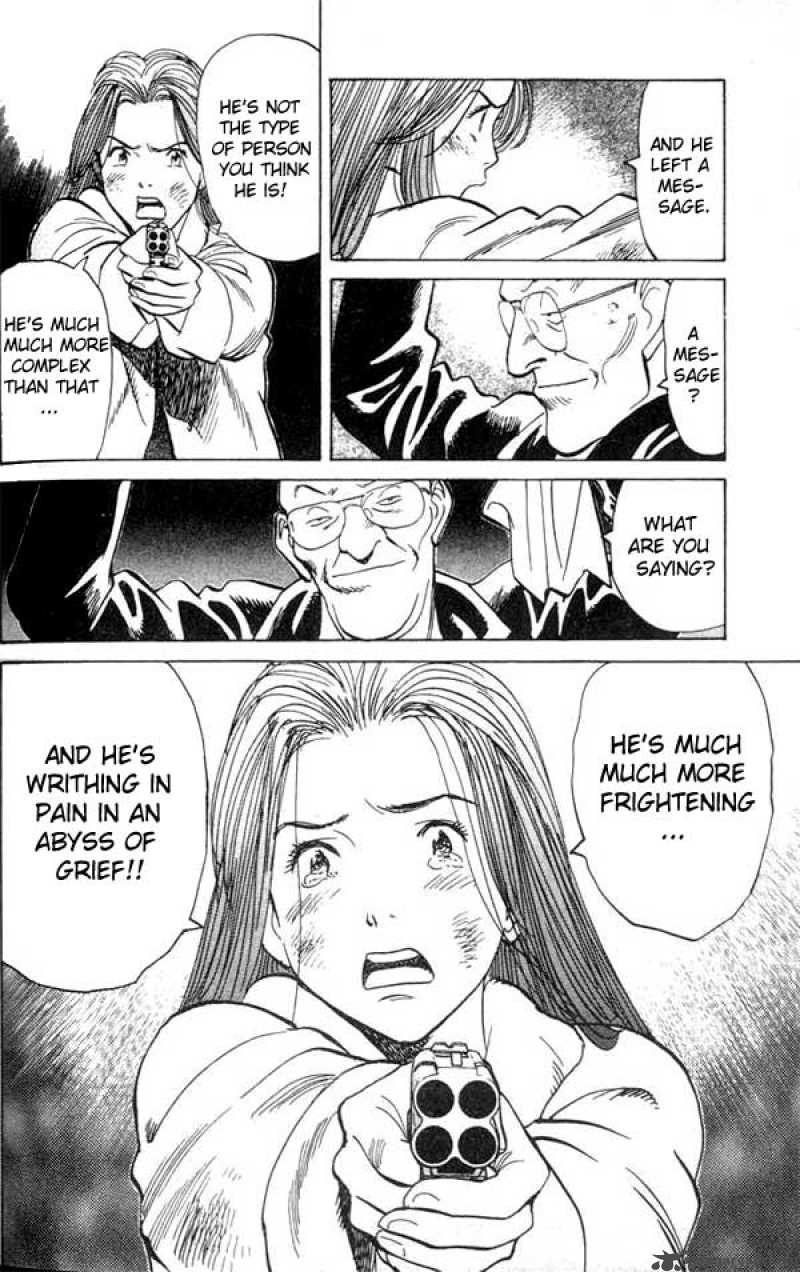 AND HE
LEFT A
MES-
SAGE.
A
MES-
SAGE
?
HE'S NOT
THE TYPE
OF PERSON
YOU THINK
HE IS!
HE'S MUCH
MUCH MORE
COMPLEX
THAN THAT
...
WHAT
ARE YOU
SAYING?
HE'S MUCH
MUCH MORE
FRIGHTENING
...
AND HE'S
WRITHING IN
PAIN IN AN
ABYSS OF
GRIEF!!